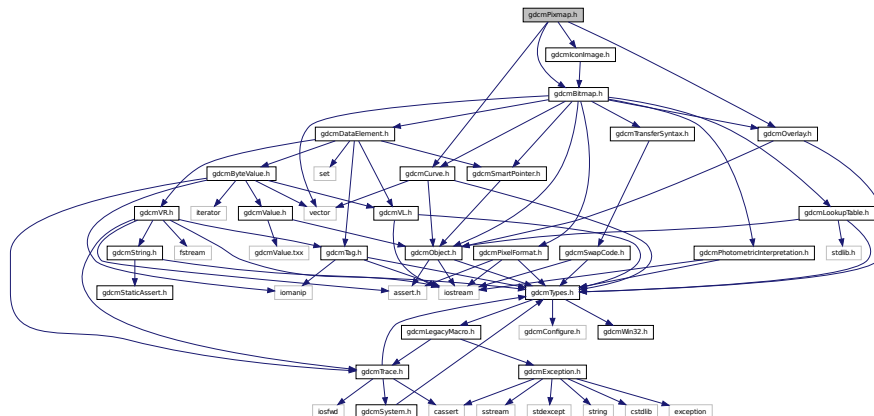 gdcmPixmap.h
gdcmIconImage.h
gdcmBitmap.h
gdcmDataElement.h
gdcmTransferSyntax.h
gdcmOverlay.h
gdcmByteValue.h
set
gdcmCurve.h
gdcmSmartPointer.h
gdcmVR.h
iterator
gdcmValue.h
vector
gdcmVL.h
gdcmLookupTable.h
gdcmString.h
fstream
gdcmValue.txx
gdcmTag.h
gdcmObject.h
gdcmPixelFormat.h
gdcmSwapCode.h
gdcmPhotometricInterpretation.h
stdlib.h
gdcmStaticAssert.h
iomanip
assert.h
iostream
gdcmTypes.h
gdcmLegacyMacro.h
gdcmConfigure.h
gdcmWin32.h
gdcmTrace.h
gdcmException.h
iosfwd
gdcmSystem.h
cassert
sstream
stdexcept
string
cstdlib
exception